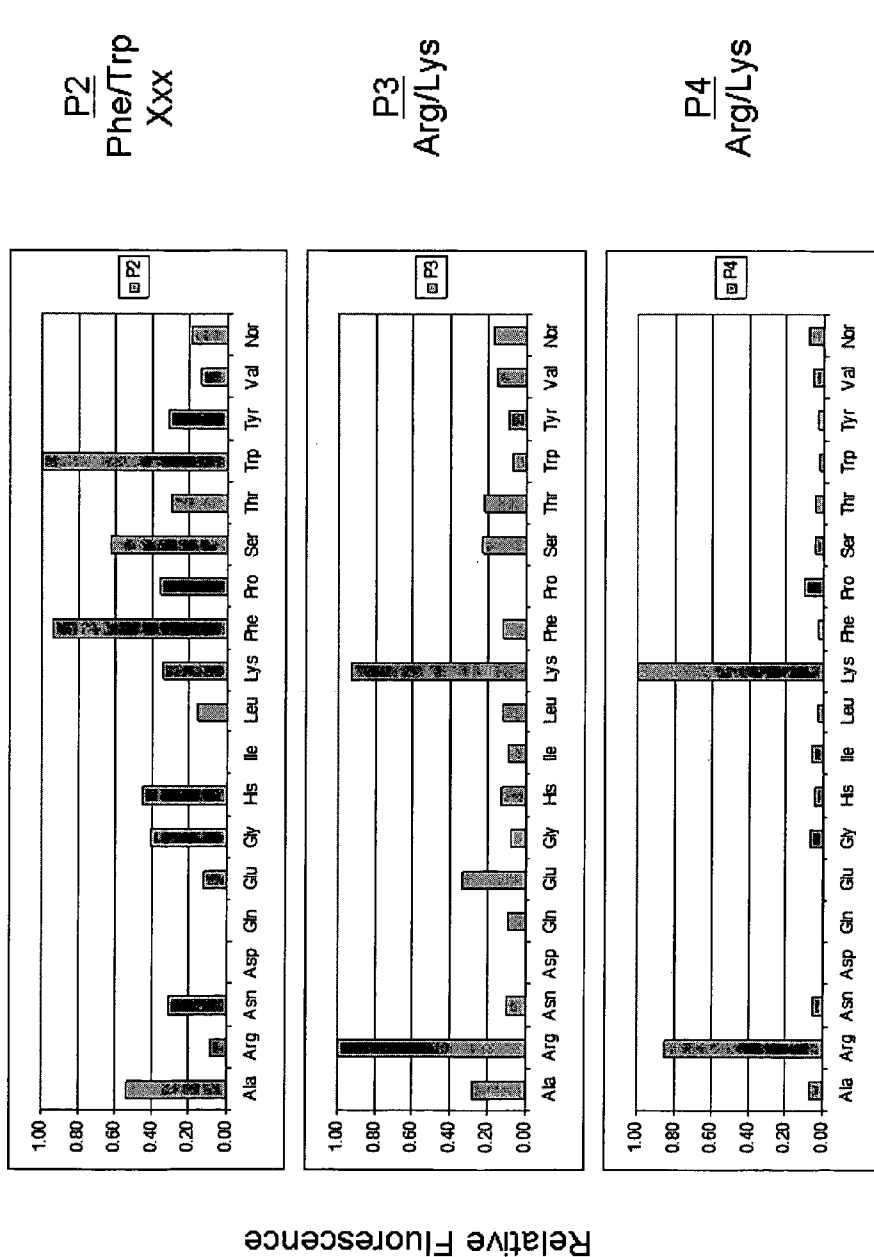 Relative Fluorescence
1.00
0.80
0.60
0.40
0.20
0.00
Ala Arg Asn Asp Gln Glu Gly His Ile Leu Lys Phe Pro Ser Thr Trp Tyr Val Nor
P2
P2
Phe/Trp
Xxx
1.00
0.80
0.60
0.40
0.20
0.00
Ala Arg Asn Asp Gln Glu Gly His Ile Leu Lys Phe Pro Ser Thr Trp Tyr Val Nor
P3
P3
Arg/Lys
1.00
0.80
0.60
0.40
0.20
0.00
Ala Arg Asn Asp Gln Glu Gly His Ile Leu Lys Phe Pro Ser Thr Trp Tyr Val Nor
P4
P4
Arg/Lys